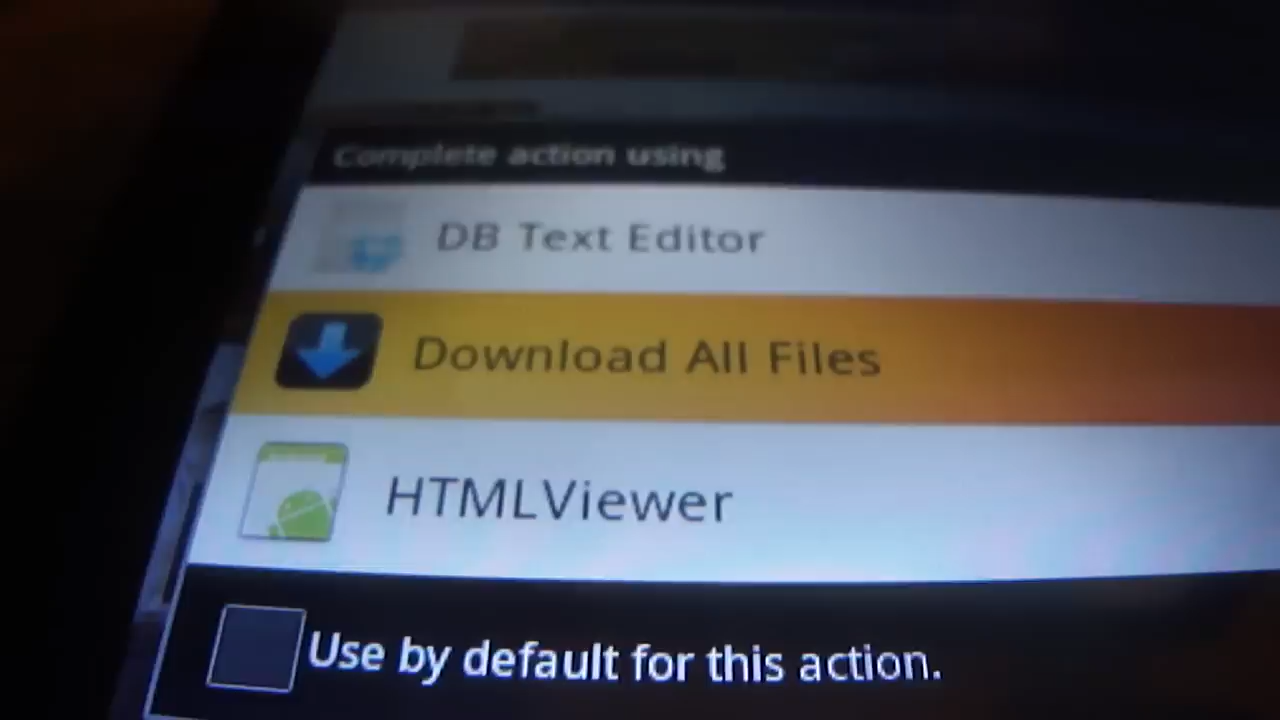 Complete action using
DB Text Editor
Download All Files
HTMLViewer
Use by default for this action.